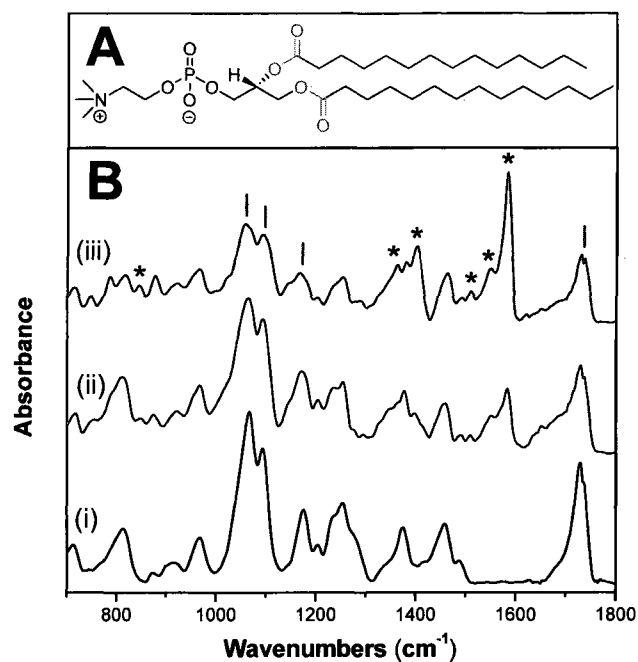 A
O
O
H
O
P
O
O
O
N
⊕
O
⊖
O
B
(iii)
* | | | * * * * * |
(ii)
(i)
Absorbance
800 1000 1200 1400 1600 1800
Wavenumbers (cm⁻¹)